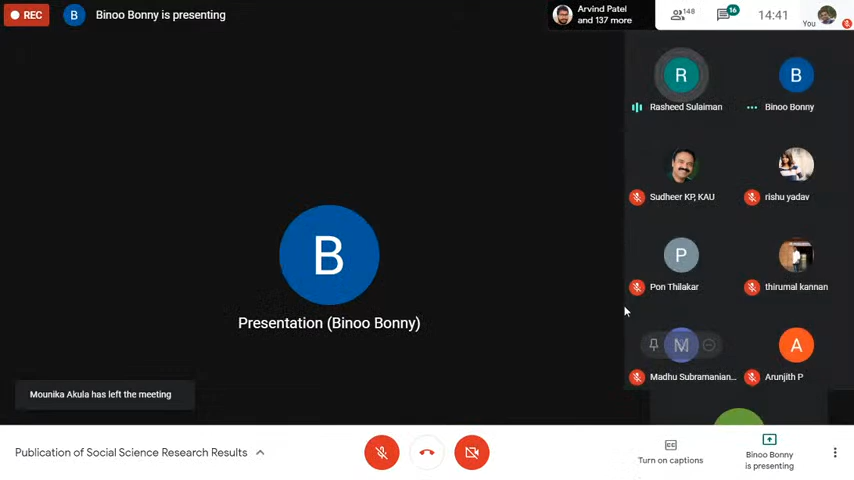 REC
B
Binoo Bonny is presenting
Arvind Patel
and 137 more
148
16
14:41
You
R
Rasheed Sulaiman
B
Binoo Bonny
Sudheer KP, KAU
rishu yadav
P
Pon Thilakar
thirumal kannan
M
Madhu Subramanian...
A
Arunjith P
B
Presentation (Binoo Bonny)
Mounika Akula has left the meeting
Publication of Social Science Research Results
CC
Turn on captions
Binoo Bonny
is presenting